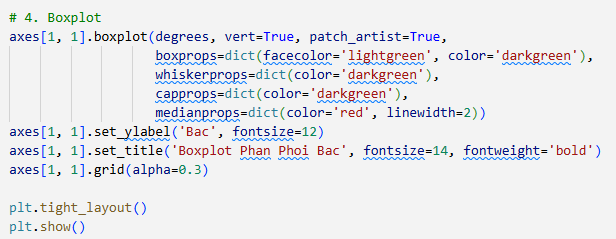 # 4. Boxplot
axes[1, 1].boxplot(degrees, vert=True, patch_artist=True,
                   boxprops=dict(facecolor='lightgreen', color='darkgreen'),
                   whiskerprops=dict(color='darkgreen'),
                   capprops=dict(color='darkgreen'),
                   medianprops=dict(color='red', linewidth=2))
axes[1, 1].set_ylabel('Bac', fontsize=12)
axes[1, 1].set_title('Boxplot Phan Phoi Bac', fontsize=14, fontweight='bold')
axes[1, 1].grid(alpha=0.3)

plt.tight_layout()
plt.show()